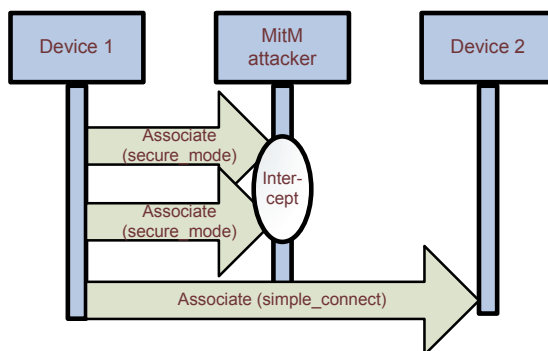 Device 1
MitM
attacker
Device 2
Associate
(secure_mode)
Inter-
cept
Associate
(secure_mode)
Associate (simple_connect)